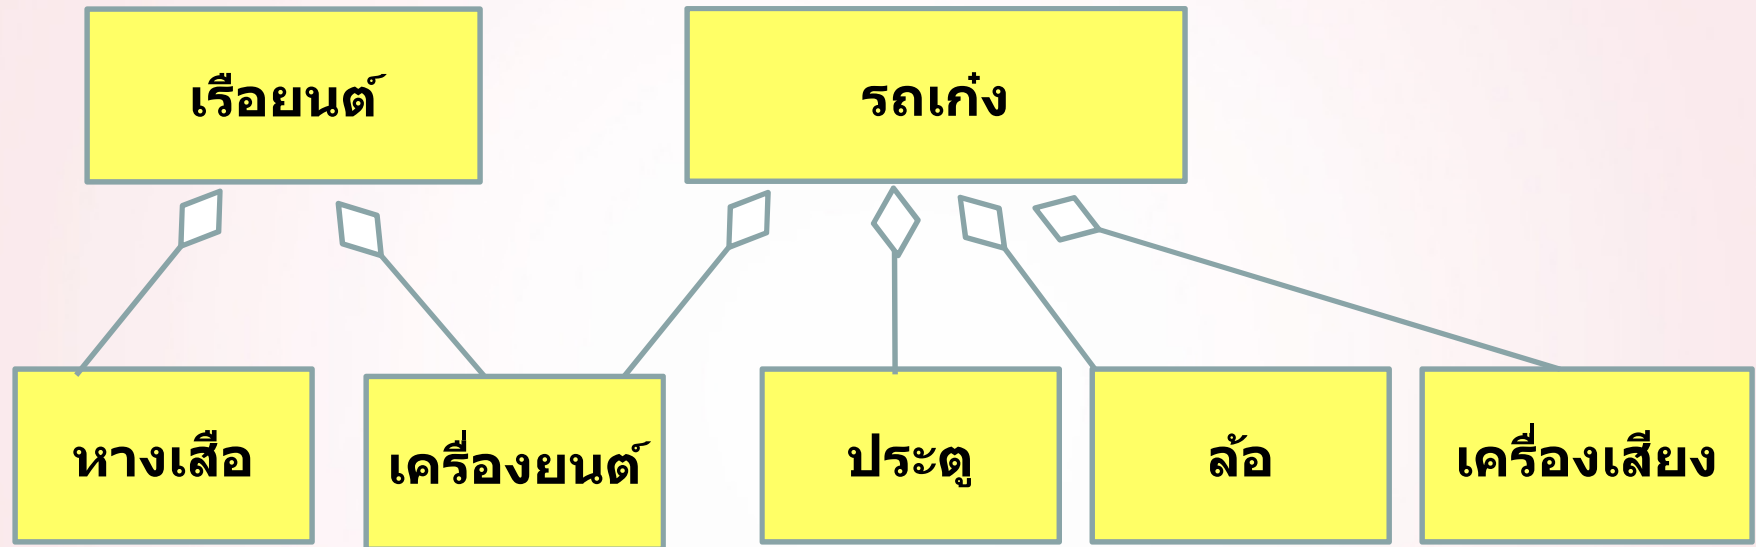 เรือยนต์
รถเก๋ง
หางเสือ
เครื่องยนต์
ประตู
ล้อ
เครื่องเสียง